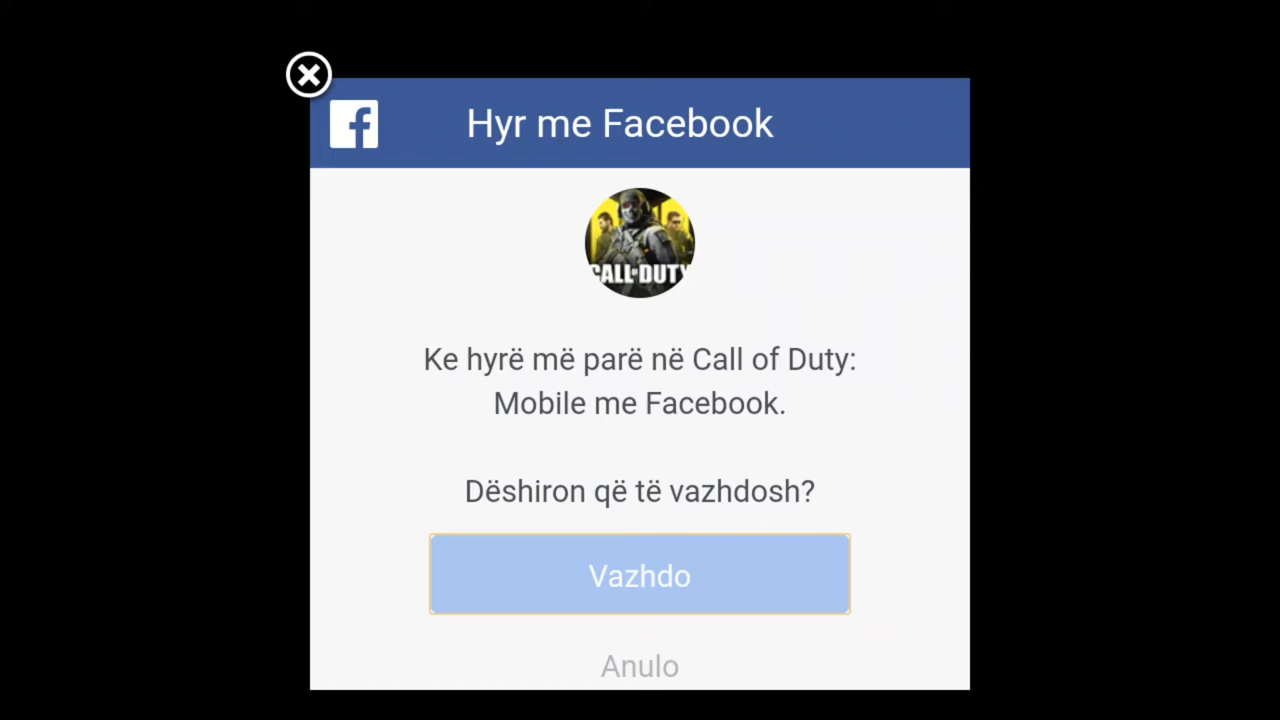 Hyr me Facebook
CALL OF DUTY
Ke hyrë më parë në Call of Duty:
Mobile me Facebook.
Dëshiron që të vazhdosh?
Vazhdo
Anulo